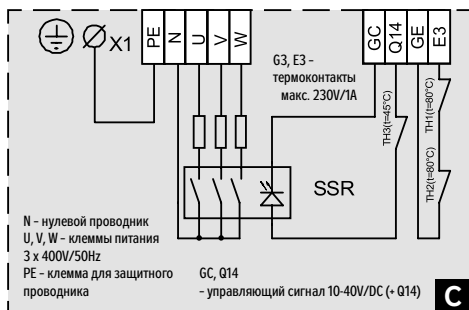 X1
PE N U V W
GC Q14 GE E3
G3, E3 –
термоконтакты
макс. 230V/1A
TH3(t=45°C)
TH1(t=80°C)
TH2(t=80°C)
SSR
N – нулевой проводник
U, V, W – клеммы питания
3 x 400V/50Hz
PE – клемма для защитного
проводника
GC, Q14
– управляющий сигнал 10-40V/DC (+ Q14)
C